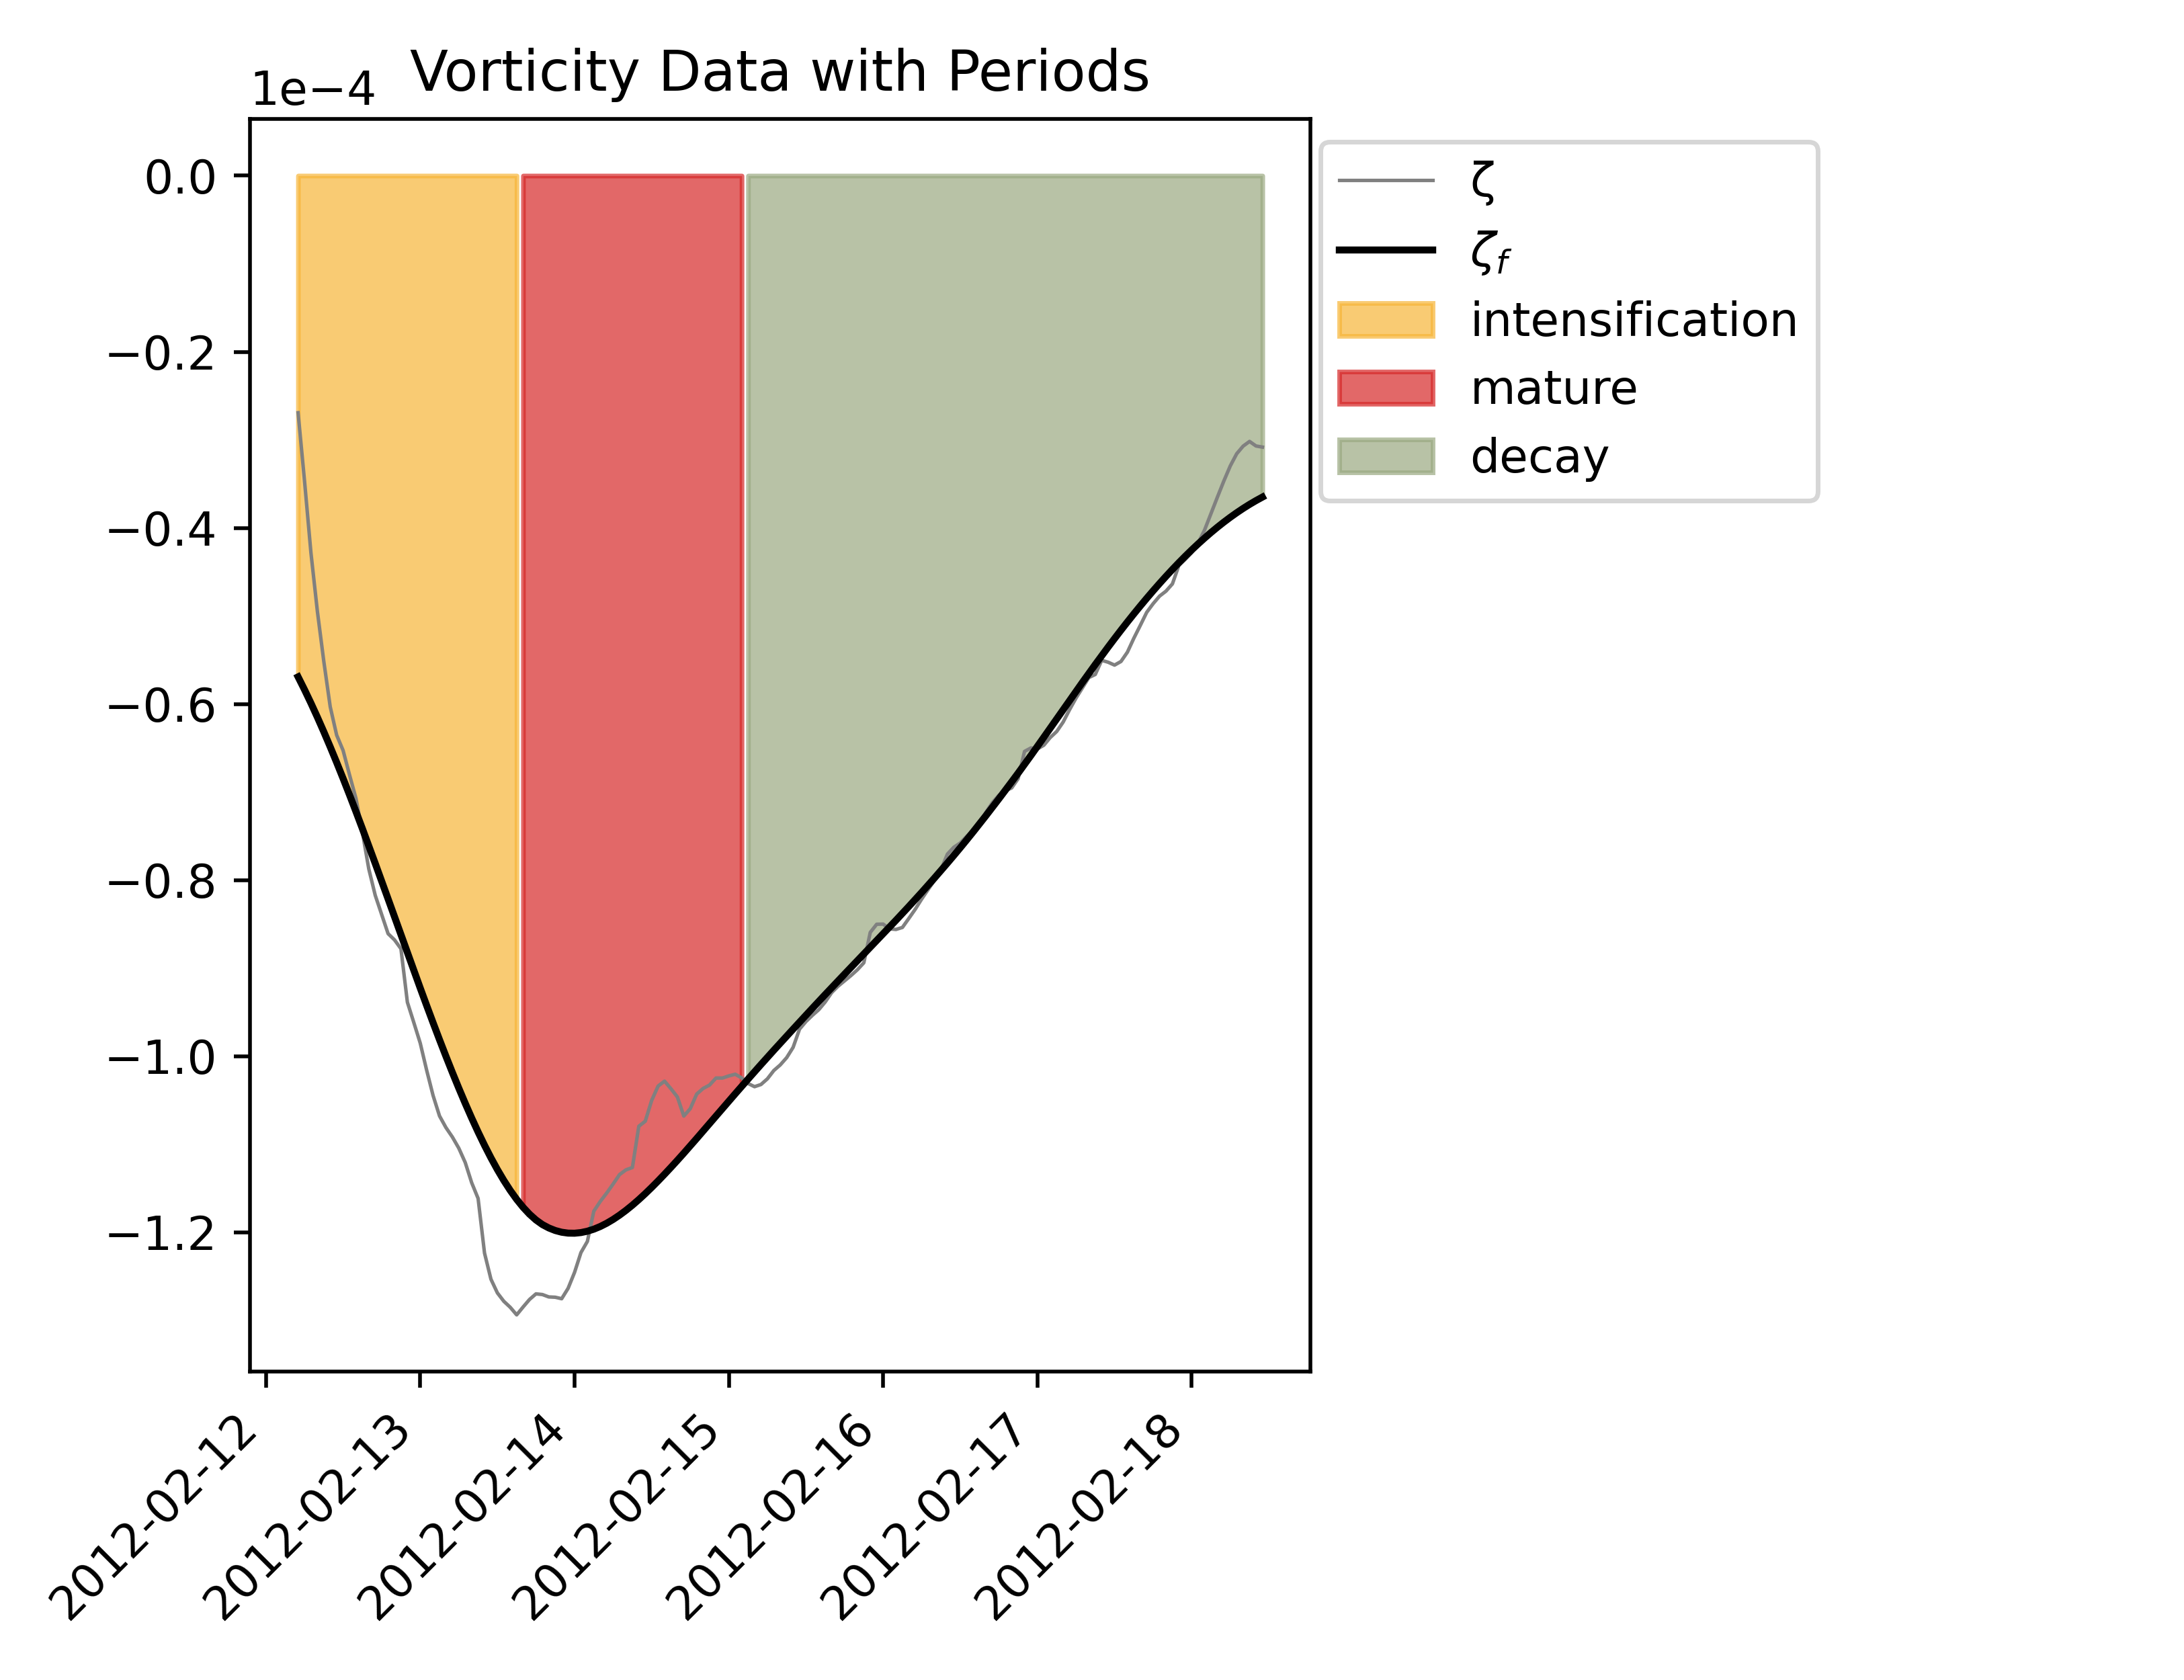 Vorticity Data with Periods
1e−4
0.0
−0.2
−0.4
−0.6
−0.8
−1.0
−1.2
2012-02-12
2012-02-13
2012-02-14
2012-02-15
2012-02-16
2012-02-17
2012-02-18
ζ
ζf
intensification
mature
decay